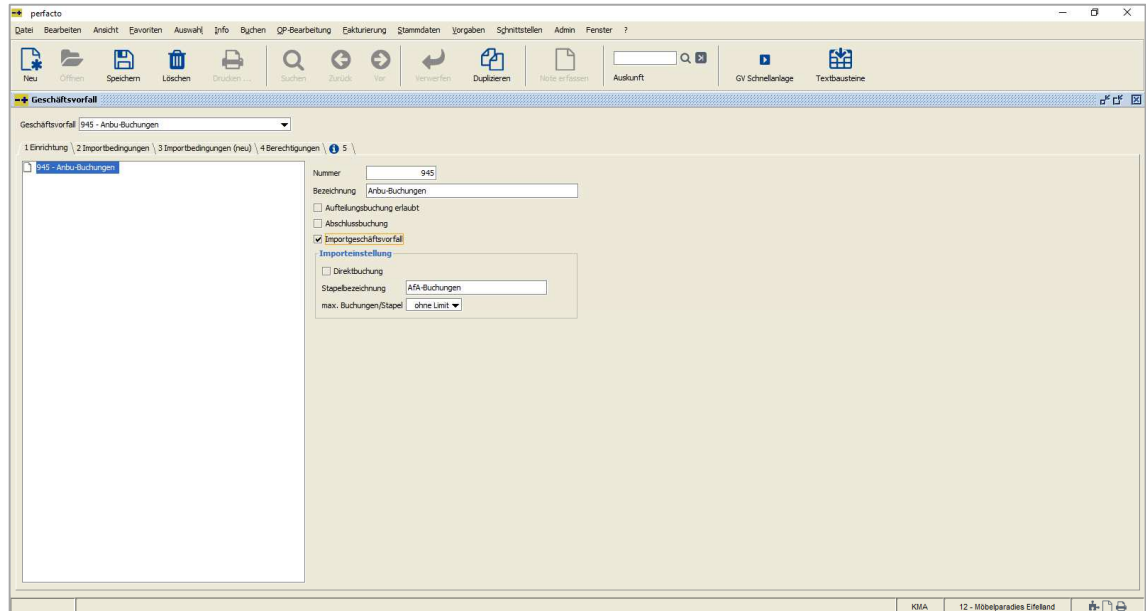 perfacto
Datei Bearbeiten Ansicht Favoriten Auswahl Info Buchen OP-Bearbeitung Fakturierung Stammdaten Vorgaben Schnittstellen Admin Fenster ?
Neu Öffnen Speichern Löschen Drucken ... Suchen Zurück Vor Verwerfen Duplizieren Note erfassen Auskunft GV Schnellanlage Textbausteine
Geschäftsvorfall
Geschäftsvorfall 945 - Anbu-Buchungen
1 Einrichtung \ 2 Importbedingungen \ 3 Importbedingungen (neu) \ 4 Berechtigungen \ 5 \
945 - Anbu-Buchungen
Nummer 945
Bezeichnung Anbu-Buchungen
Aufteilungsbuchung erlaubt
Abschlussbuchung
Importgeschäftsvorfall
Importeinstellung
Direktbuchung
Stapelbezeichnung AfA-Buchungen
max. Buchungen/Stapel ohne Limit
KMA 12 - Möbelparadies Eifelland